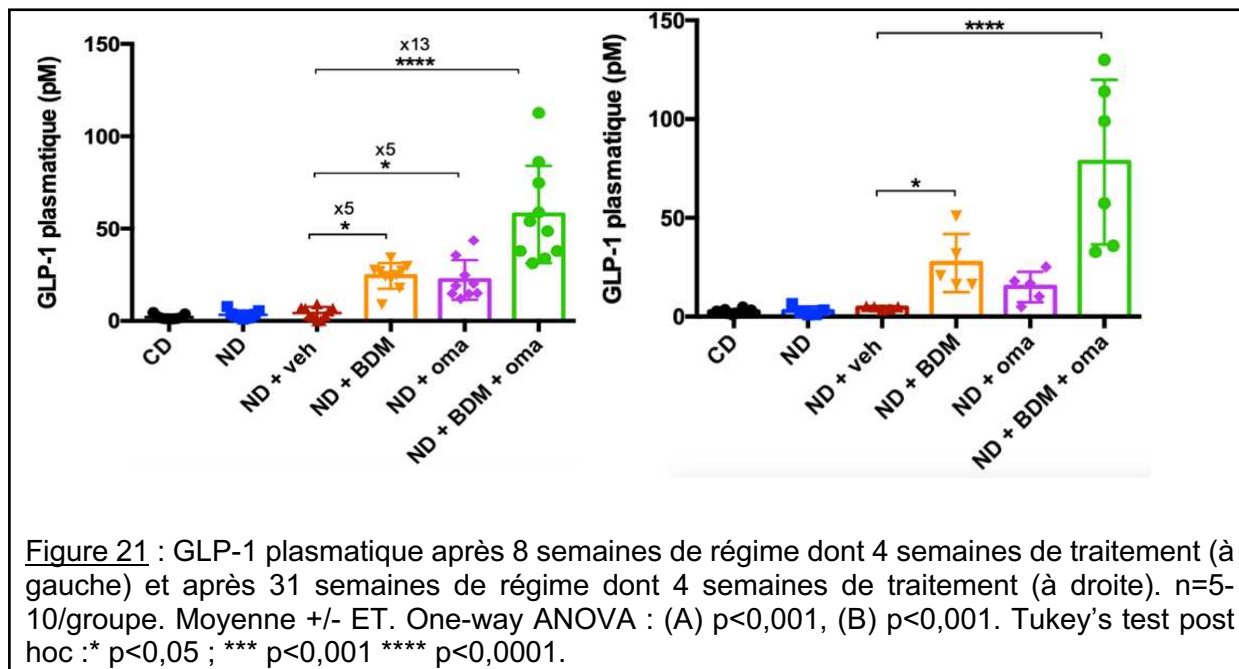 x13
****
x5
*
x5
*
GLP-1 plasmatique (pM)
150
100
50
0
CD
ND
ND + veh
ND + BDM
ND + oma
ND + BDM + oma
****
*
GLP-1 plasmatique (pM)
150
100
50
0
CD
ND
ND + veh
ND + BDM
ND + oma
ND + BDM + oma
Figure 21 : GLP-1 plasmatique après 8 semaines de régime dont 4 semaines de traitement (à
gauche) et après 31 semaines de régime dont 4 semaines de traitement (à droite). n=5-
10/groupe. Moyenne +/- ET. One-way ANOVA : (A) p<0,001, (B) p<0,001. Tukey's test post
hoc :* p<0,05 ; *** p<0,001 **** p<0,0001.